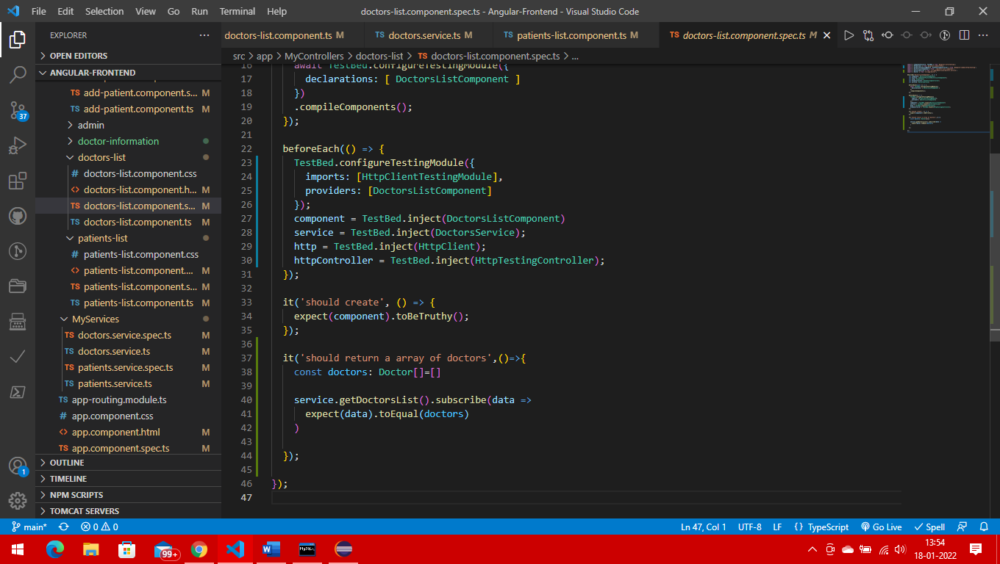 File Edit Selection View Go Run Terminal Help
doctors-list.component.spec.ts - Angular-Frontend - Visual Studio Code
EXPLORER
doctors-list.component.ts M
TS doctors.service.ts M
TS patients-list.component.ts M
TS doctors-list.component.spec.ts M
OPEN EDITORS
src > app > MyControllers > doctors-list > TS doctors-list.component.spec.ts > ...
ANGULAR-FRONTEND
TS add-patient.component.s... M
TS add-patient.component.ts M
admin
doctor-information
doctors-list
# doctors-list.component.css
<> doctors-list.component.h... M
TS doctors-list.component.s... M
TS doctors-list.component.ts M
patients-list
# patients-list.component.css
<> patients-list.component.... M
TS patients-list.component.s... M
TS patients-list.component.ts M
MyServices
TS doctors.service.spec.ts M
TS doctors.service.ts M
TS patients.service.spec.ts M
TS patients.service.ts M
TS app-routing.module.ts
# app.component.css
<> app.component.html M
TS app.component.spec.ts M
OUTLINE
TIMELINE
NPM SCRIPTS
TOMCAT SERVERS
37
1
16 await TestBed.configureTestingModule({
17 declarations: [ DoctorsListComponent ]
18 })
19 .compileComponents();
20 });
21
22 beforeEach(() => {
23 TestBed.configureTestingModule({
24 imports: [HttpClientTestingModule],
25 providers: [DoctorsListComponent]
26 });
27 component = TestBed.inject(DoctorsListComponent)
28 service = TestBed.inject(DoctorsService);
29 http = TestBed.inject(HttpClient);
30 httpController = TestBed.inject(HttpTestingController);
31 });
32
33 it('should create', () => {
34 expect(component).toBeTruthy();
35 });
36
37 it('should return a array of doctors',()=>{
38 const doctors: Doctor[]=[]
39
40 service.getDoctorsList().subscribe(data =>
41 expect(data).toEqual(doctors)
42 )
43
44 });
45
46 });
47
main* 0 0
Ln 47, Col 1 UTF-8 LF {} TypeScript Go Live Spell
99+
MySQL
13:54
18-01-2022